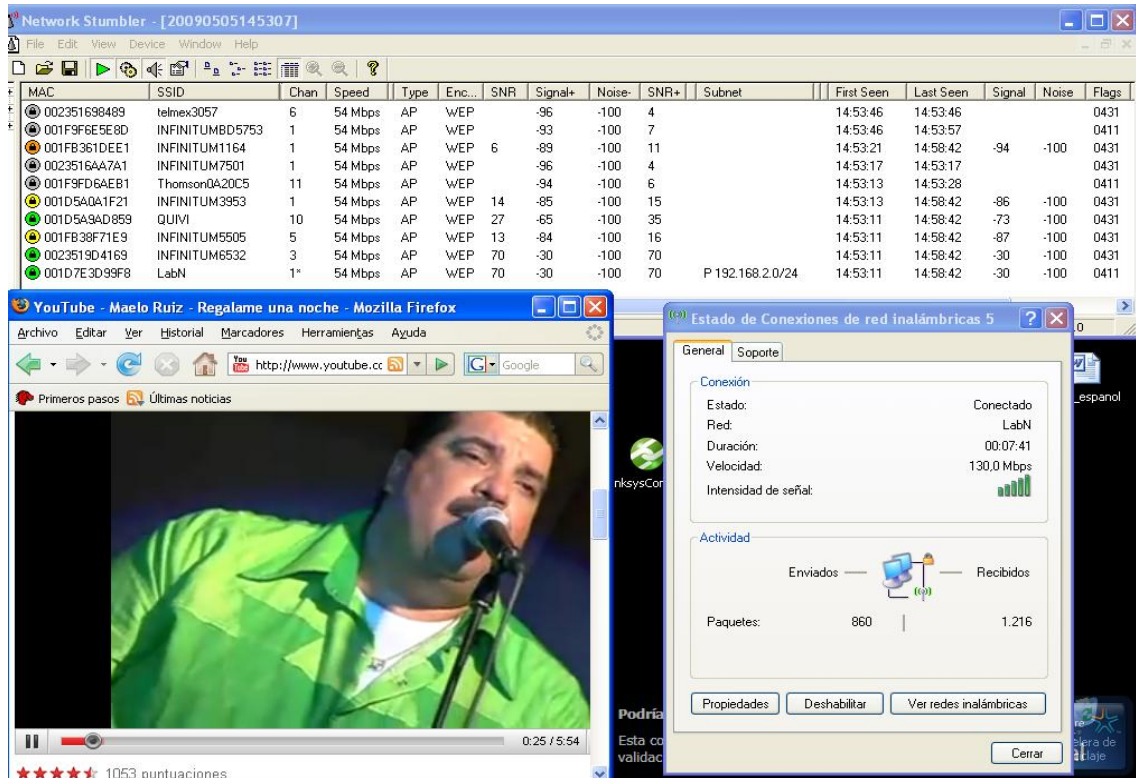 Network Stumbler - [20090505145307]
File Edit View Device Window Help
MAC SSID Chan Speed Type Enc... SNR Signal+ Noise- SNR+ Subnet First Seen Last Seen Signal Noise Flags
002351698489 telmex3057 6 54 Mbps AP WEP -96 -100 4 14:53:46 14:53:46 0431
001F9F6E5E8D INFINITUMBD5753 1 54 Mbps AP WEP -93 -100 7 14:53:46 14:53:57 0411
001FB361DEE1 INFINITUM1164 1 54 Mbps AP WEP 6 -89 -100 11 14:53:21 14:58:42 -94 -100 0431
0023516AA7A1 INFINITUM7501 1 54 Mbps AP WEP -96 -100 4 14:53:17 14:53:17 0431
001F9FD6AEB1 Thomson0A20C5 11 54 Mbps AP WEP -94 -100 6 14:53:13 14:53:28 0411
001D5A0A1F21 INFINITUM3953 1 54 Mbps AP WEP 14 -85 -100 15 14:53:13 14:58:42 -86 -100 0431
001D5A9AD859 QUIVI 10 54 Mbps AP WEP 27 -65 -100 35 14:53:11 14:58:42 -73 -100 0431
001FB38F71E9 INFINITUM5505 5 54 Mbps AP WEP 13 -84 -100 16 14:53:11 14:58:42 -87 -100 0431
0023519D4169 INFINITUM6532 3 54 Mbps AP WEP 70 -30 -100 70 14:53:11 14:58:42 -30 -100 0431
001D7E3D99F8 LabN 1* 54 Mbps AP WEP 70 -30 -100 70 P 192.168.2.0/24 14:53:11 14:58:42 -30 -100 0411
YouTube - Maelo Ruiz - Regalame una noche - Mozilla Firefox
Archivo Editar Ver Historial Marcadores Herramientas Ayuda
http://www.youtube.cc Google
Primeros pasos Últimas noticias
0:25 / 5:54
1053 puntuaciones
Estado de Conexiones de red inalámbricas 5
General Soporte
Conexión
Estado: Conectado
Red: LabN
Duración: 00:07:41
Velocidad: 130,0 Mbps
Intensidad de señal:
Actividad
Enviados Recibidos
Paquetes: 860 1.216
Propiedades Deshabilitar Ver redes inalámbricas
Cerrar
_espanol
nksysCor
Podría
Esta co
validac